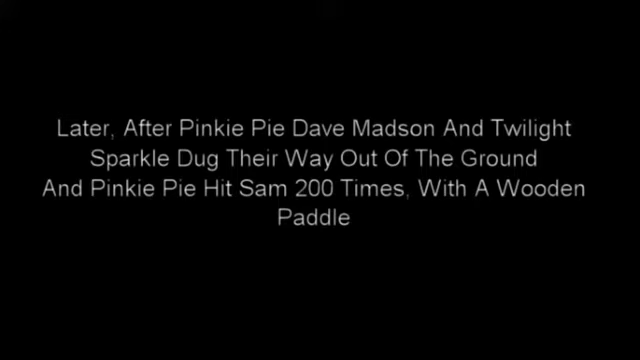 Later, After Pinkie Pie Dave Madson And Twilight
Sparkle Dug Their Way Out Of The Ground
And Pinkie Pie Hit Sam 200 Times, With A Wooden
Paddle